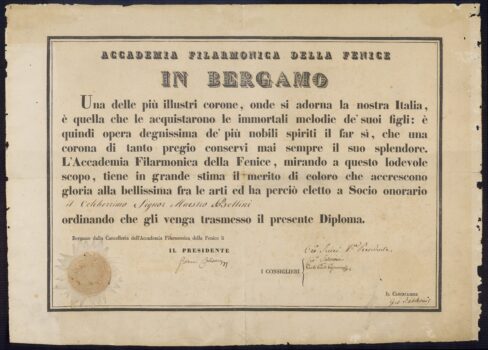 ACCADEMIA FILARMONICA DELLA FENICE
IN BERGAMO
Una delle più illustri corone, onde si adorna la nostra Italia,
è quella che le acquistarono le immortali melodie de' suoi figli: è
quindi opera degnissima de' più nobili spiriti il far sì, che una
corona di tanto pregio conservi mai sempre il suo splendore.
L'Accademia Filarmonica della Fenice, mirando a questo lodevole
scopo, tiene in grande stima il merito di coloro che accrescono
gloria alla bellissima fra le arti ed ha perciò eletto a Socio onorario
il Celeberrimo Signor Maestro Bellini
ordinando che gli venga trasmesso il presente Diploma.
Bergamo dalla Cancelleria dell'Accademia Filarmonica della Fenice li
IL PRESIDENTE
I CONSIGLIERI
Il Cancelliere